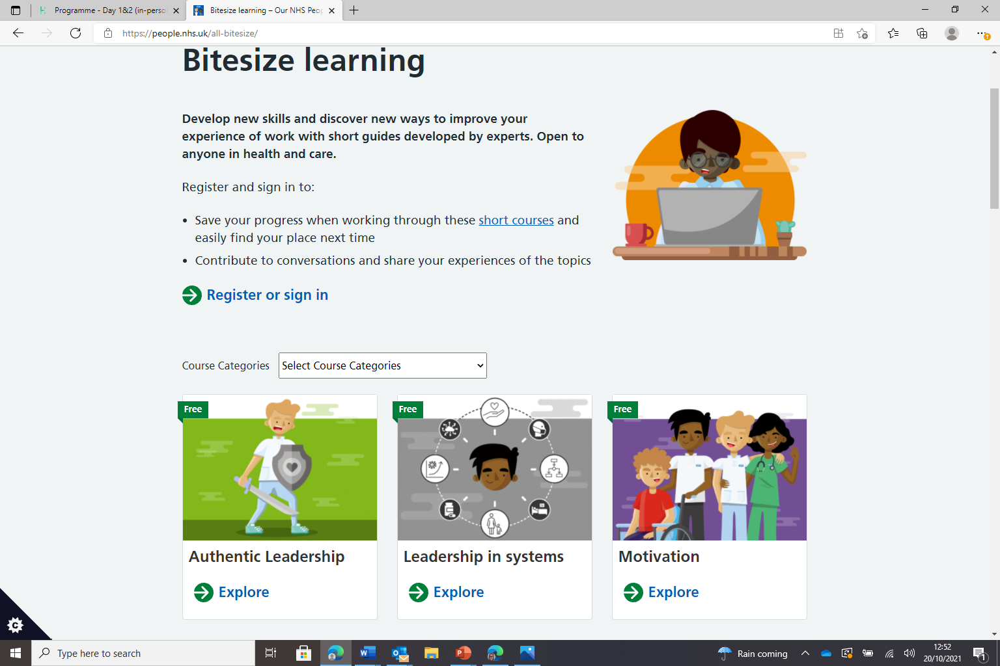 Programme - Day 1&2 (in-perso
Bitesize learning – Our NHS Peop
https://people.nhs.uk/all-bitesize/
Bitesize learning
Develop new skills and discover new ways to improve your
experience of work with short guides developed by experts. Open to
anyone in health and care.
Register and sign in to:
• Save your progress when working through these short courses and
easily find your place next time
• Contribute to conversations and share your experiences of the topics
Register or sign in
Course Categories Select Course Categories
Free
Free
Free
Authentic Leadership
Explore
Leadership in systems
Explore
Motivation
Explore
Type here to search
Rain coming
12:52
20/10/2021
1